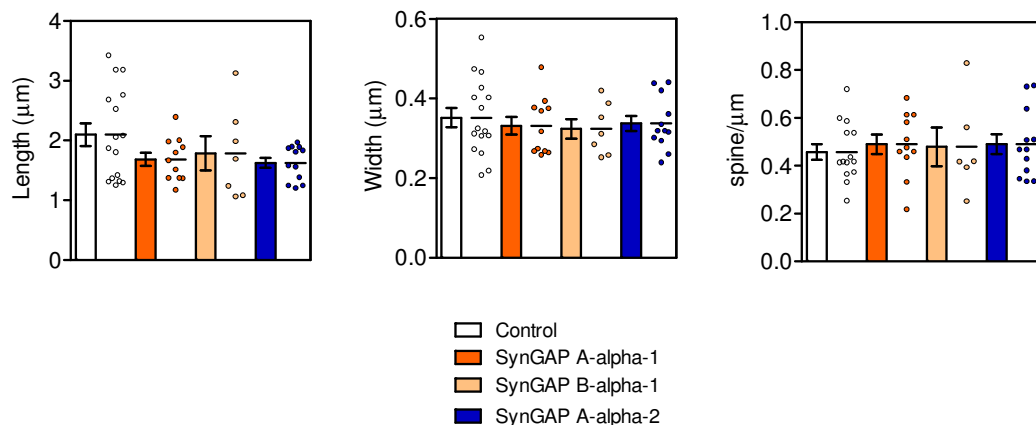 Length (μm)
4
3
2
1
0
Width (μm)
0.6
0.4
0.2
0.0
spine/μm
1.0
0.8
0.6
0.4
0.2
0.0
Control
SynGAP A-alpha-1
SynGAP B-alpha-1
SynGAP A-alpha-2